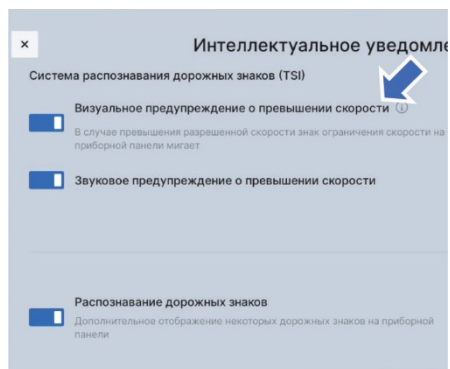 ×
Интеллектуальное уведомле
Система распознавания дорожных знаков (TSI)
Визуальное предупреждение о превышении скорости ⓘ
В случае превышения разрешенной скорости знак ограничения скорости на
приборной панели мигает
Звуковое предупреждение о превышении скорости
Распознавание дорожных знаков
Дополнительное отображение некоторых дорожных знаков на приборной
панели